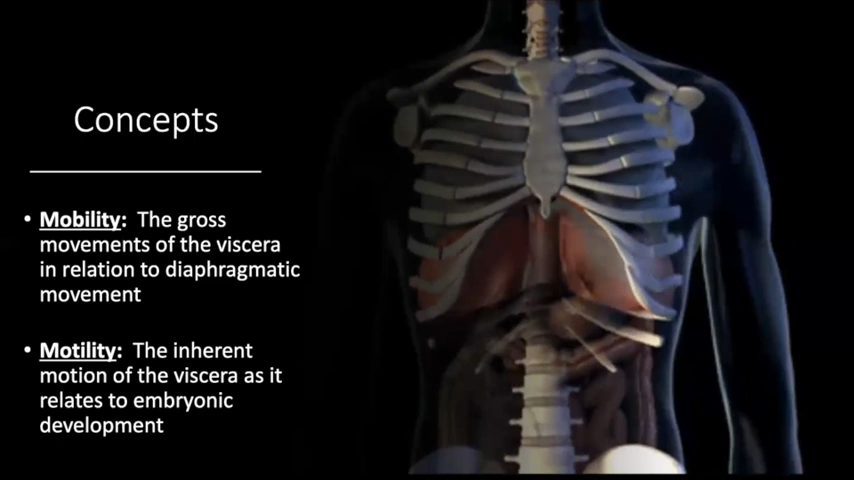 Concepts
• Mobility: The gross
movements of the viscera
in relation to diaphragmatic
movement
• Motility: The inherent
motion of the viscera as it
relates to embryonic
development